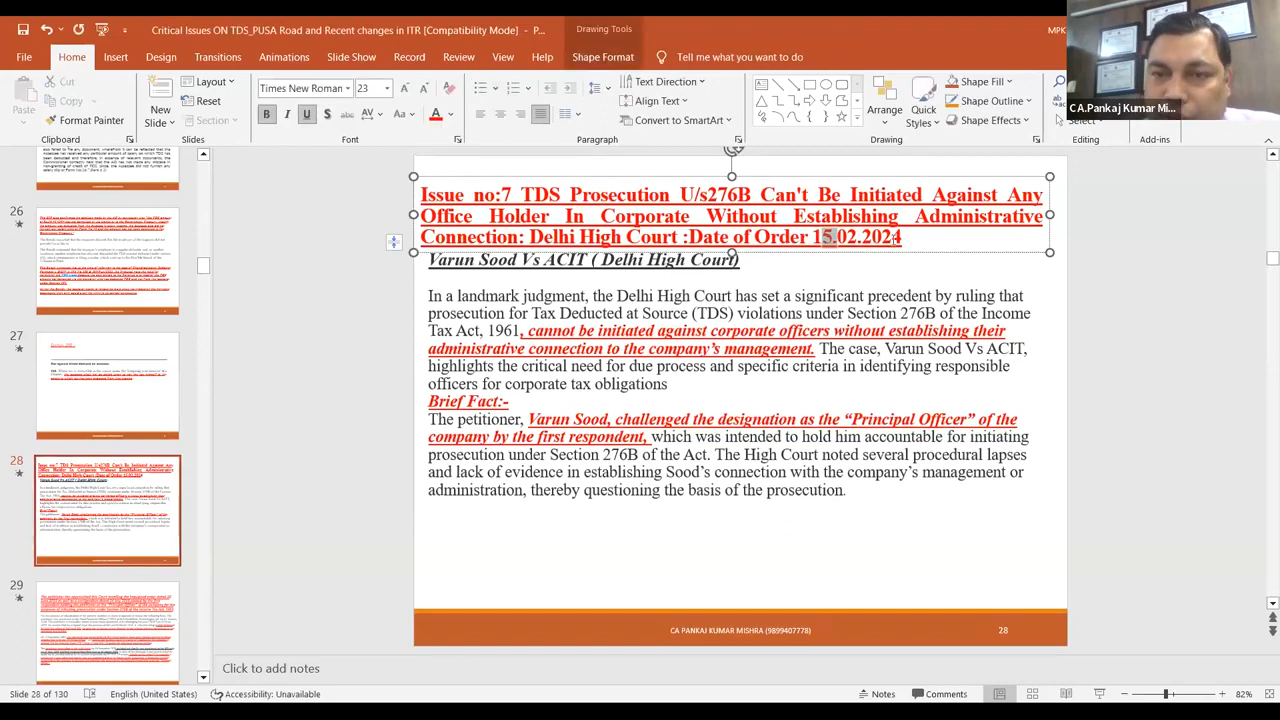 Critical Issues ON TDS_PUSA Road and Recent changes in ITR [Compatibility Mode] - P...
Drawing Tools
MPK
File Home Insert Design Transitions Slide Show Animations Record Review View Help Shape Format Tell me what you want to do
Cut
Copy
Format Painter
Paste
Clipboard
New Slide
Layout
Reset
Section
Slides
Times New Roman 23
Font
Text Direction
Align Text
Convert to SmartArt
Paragraph
Arrange
Quick Styles
Shape Fill
Shape Outline
Shape Effects
Drawing
Select
Editing
Add-ins
CA.Pankaj Kumar Mi...
26
27
28
29
Issue no:7 TDS Prosecution U/s276B Can't Be Initiated Against Any
Office Holder In Corporate Without Establishing Administrative
Connection: Delhi High Court :Date of Order 15.02.2024
Varun Sood Vs ACIT ( Delhi High Court)
In a landmark judgment, the Delhi High Court has set a significant precedent by ruling that
prosecution for Tax Deducted at Source (TDS) violations under Section 276B of the Income
Tax Act, 1961, cannot be initiated against corporate officers without establishing their
administrative connection to the company’s management. The case, Varun Sood Vs ACIT,
highlights the critical need for due process and specific criteria in identifying responsible
officers for corporate tax obligations
Brief Fact:-
The petitioner, Varun Sood, challenged the designation as the “Principal Officer” of the
company by the first respondent, which was intended to hold him accountable for initiating
prosecution under Section 276B of the Act. The High Court noted several procedural lapses
and lack of evidence in establishing Sood’s connection to the company’s management or
administration, thereby questioning the basis of the prosecution.
CA PANKAJ KUMAR MISHRA (9899407778)
28
Click to add notes
Slide 28 of 130 English (United States) Accessibility: Unavailable Notes Comments 82%